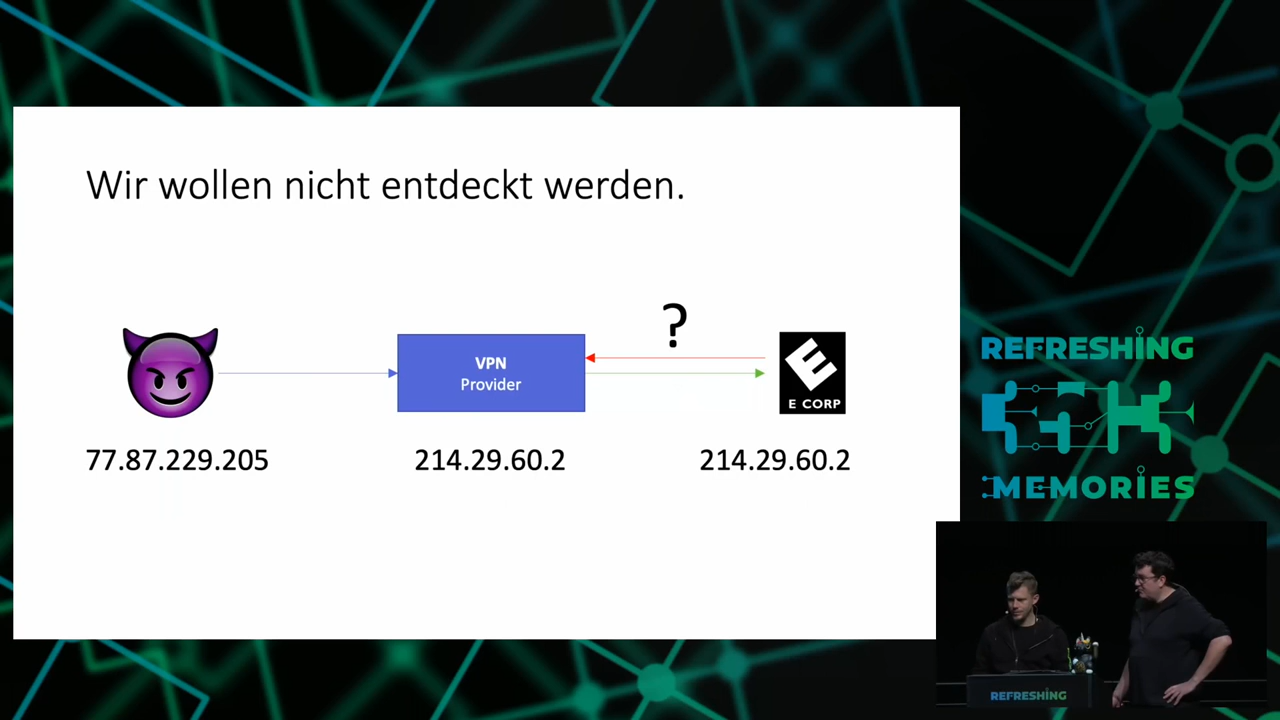 Wir wollen nicht entdeckt werden.
?
VPN
Provider
E CORP
77.87.229.205
214.29.60.2
214.29.60.2
REFRESHING
MEMORIES
REFRESHING